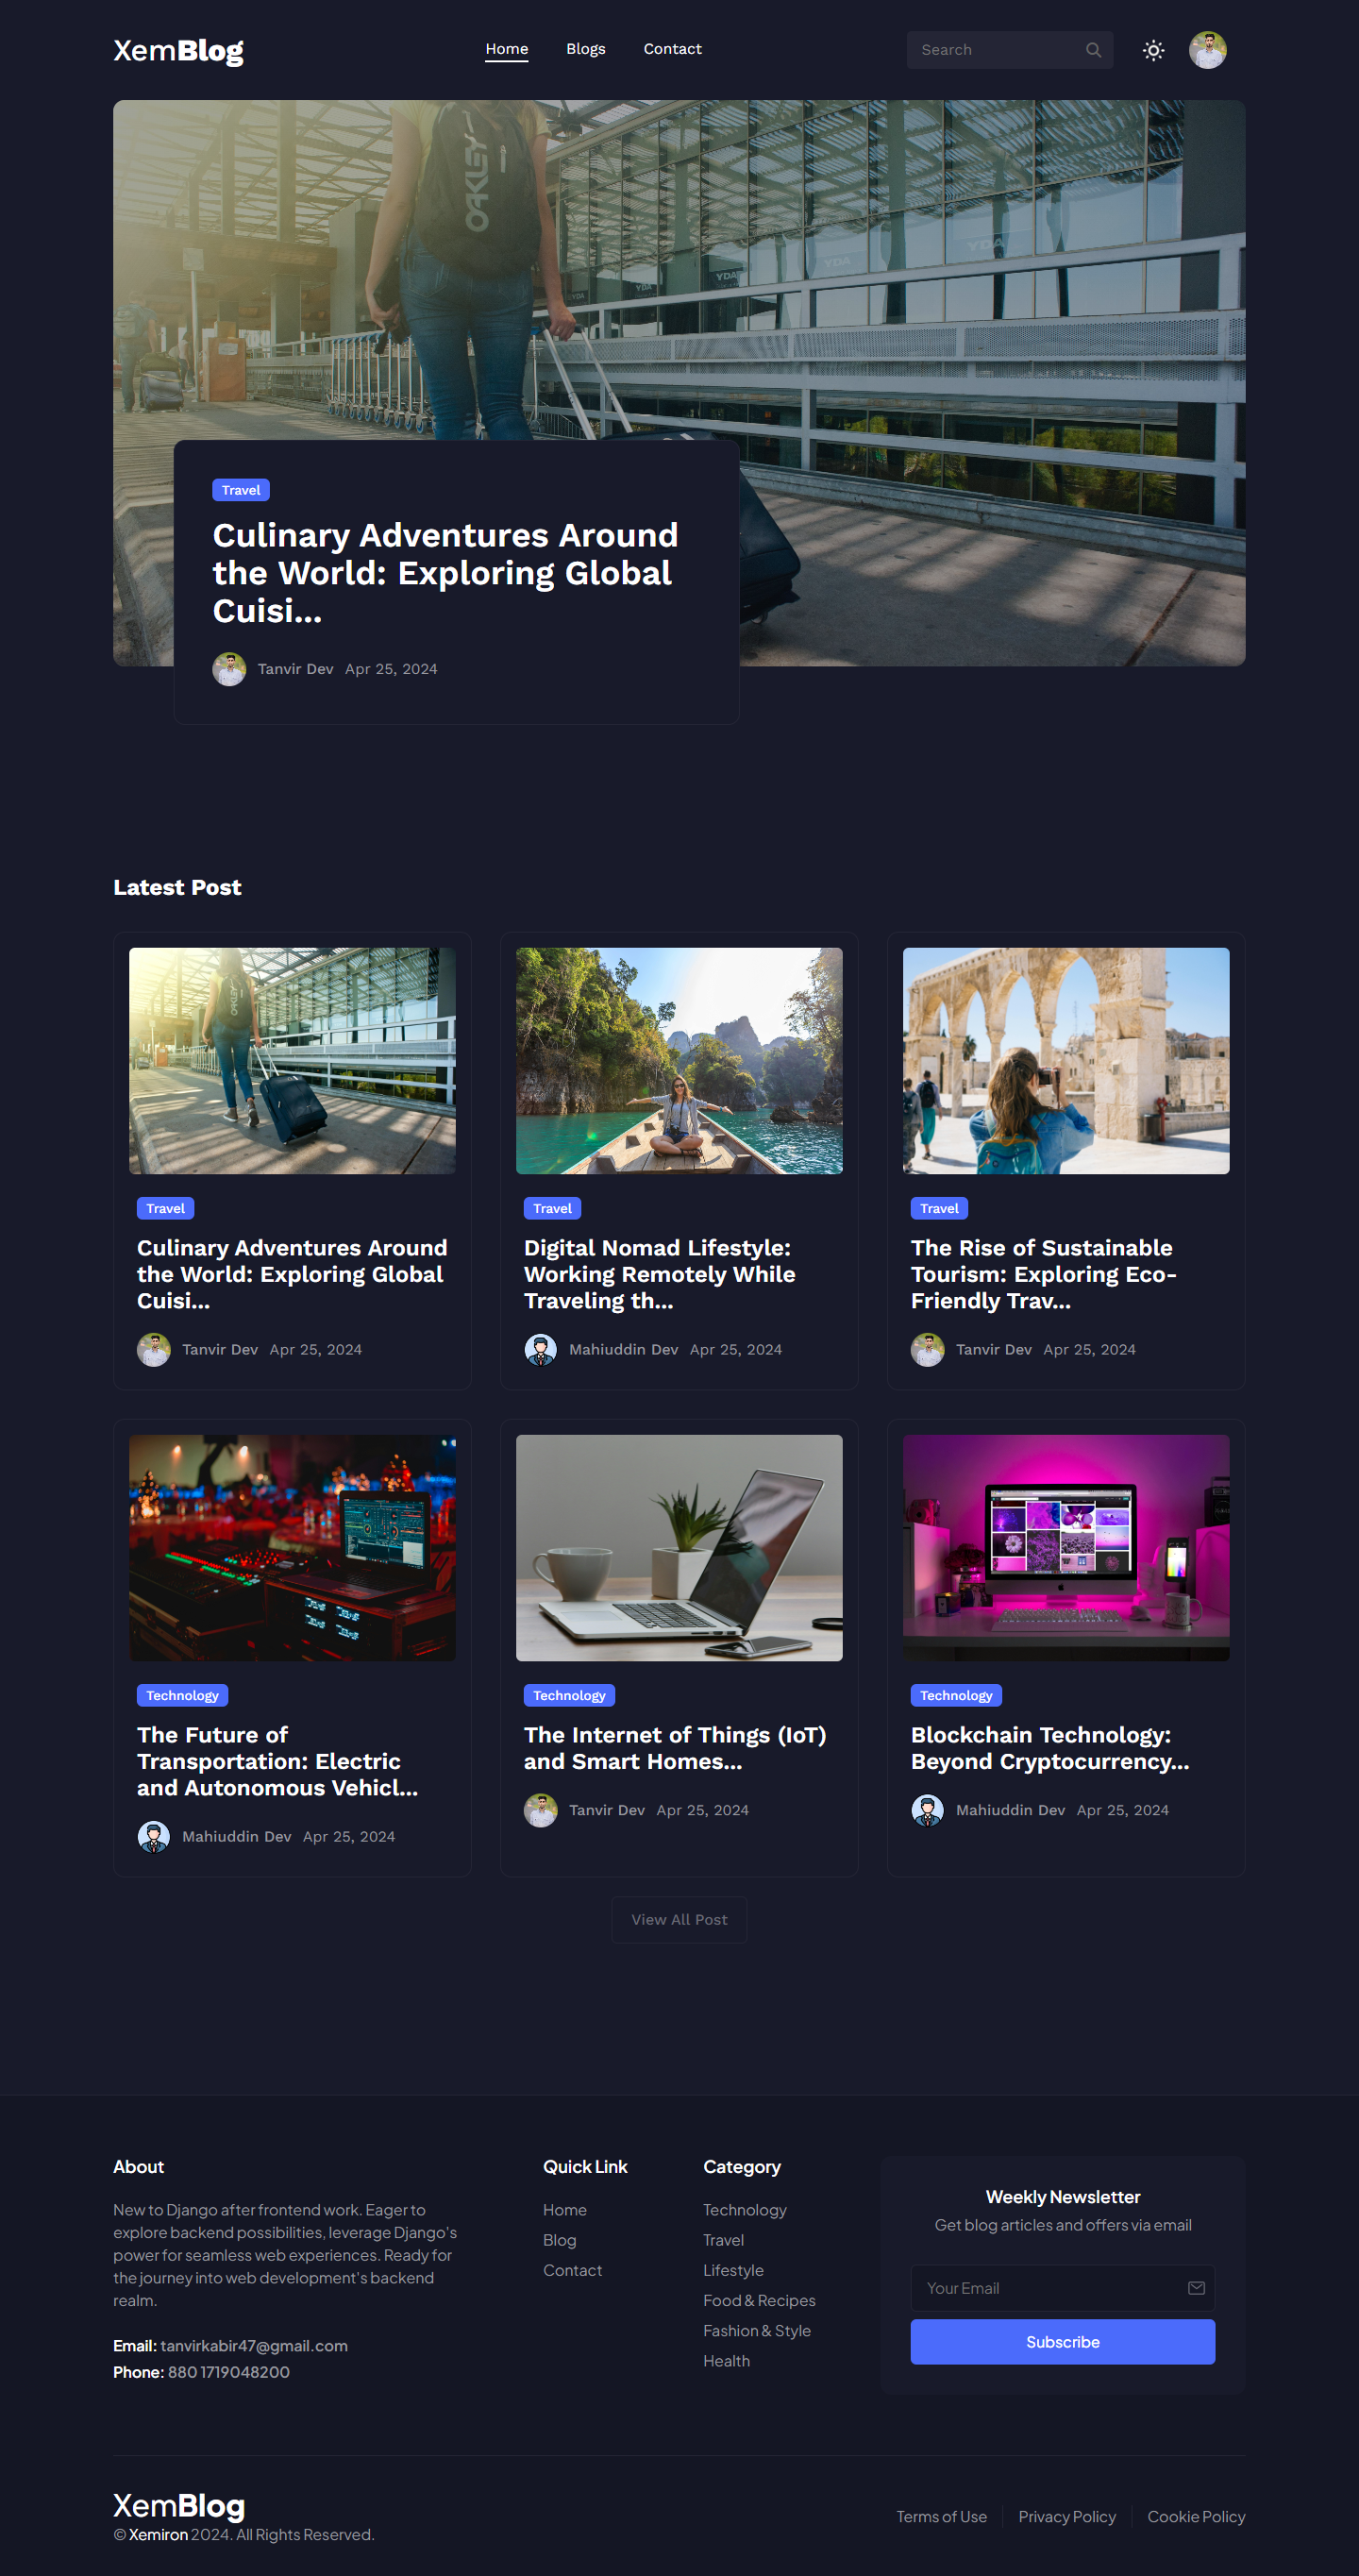 XemBlog
Home Blogs Contact
Search
OAKLEY
YDA
YDA
YDA
YDA
Travel
Culinary Adventures Around
the World: Exploring Global
Cuisi...
Tanvir Dev Apr 25, 2024
Latest Post
OAKLEY
Travel
Culinary Adventures Around
the World: Exploring Global
Cuisi...
Tanvir Dev Apr 25, 2024
Travel
Digital Nomad Lifestyle:
Working Remotely While
Traveling th...
Mahiuddin Dev Apr 25, 2024
Travel
The Rise of Sustainable
Tourism: Exploring Eco-
Friendly Trav...
Tanvir Dev Apr 25, 2024
Technology
The Future of
Transportation: Electric
and Autonomous Vehicl...
Mahiuddin Dev Apr 25, 2024
Technology
The Internet of Things (IoT)
and Smart Homes...
Tanvir Dev Apr 25, 2024
Technology
Blockchain Technology:
Beyond Cryptocurrency...
Mahiuddin Dev Apr 25, 2024
View All Post
About
New to Django after frontend work. Eager to
explore backend possibilities, leverage Django's
power for seamless web experiences. Ready for
the journey into web development's backend
realm.
Email: tanvirkabir47@gmail.com
Phone: 880 1719048200
Quick Link
Home
Blog
Contact
Category
Technology
Travel
Lifestyle
Food & Recipes
Fashion & Style
Health
Weekly Newsletter
Get blog articles and offers via email
Your Email
Subscribe
XemBlog
© Xemiron 2024. All Rights Reserved.
Terms of Use Privacy Policy Cookie Policy